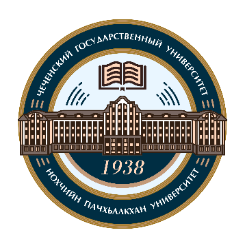 ЧЕЧЕНСКИЙ ГОСУДАРСТВЕННЫЙ УНИВЕРСИТЕТ
1938
НОХЧИЙН ПАЧХЬАЛКХАН УНИВЕРСИТЕТ